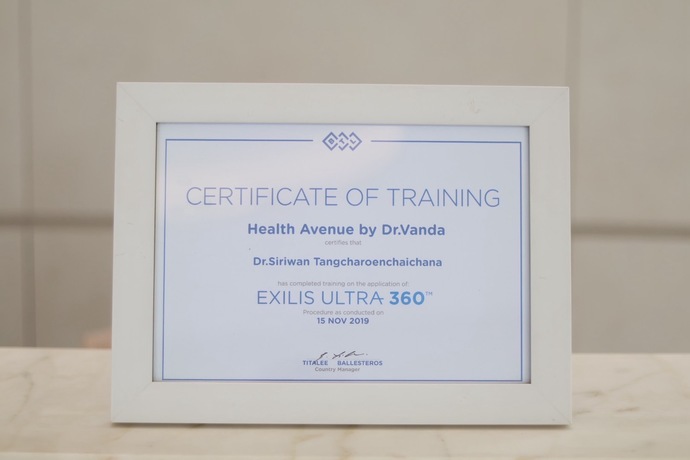 CERTIFICATE OF TRAINING
Health Avenue by Dr.Vanda
certifies that:
Dr.Siriwan Tangcharoenchaichana
has completed training on the application of:
EXILIS ULTRA 360™
Procedure as conducted on:
15 NOV 2019
TITALEE BALLESTEROS
Country Manager